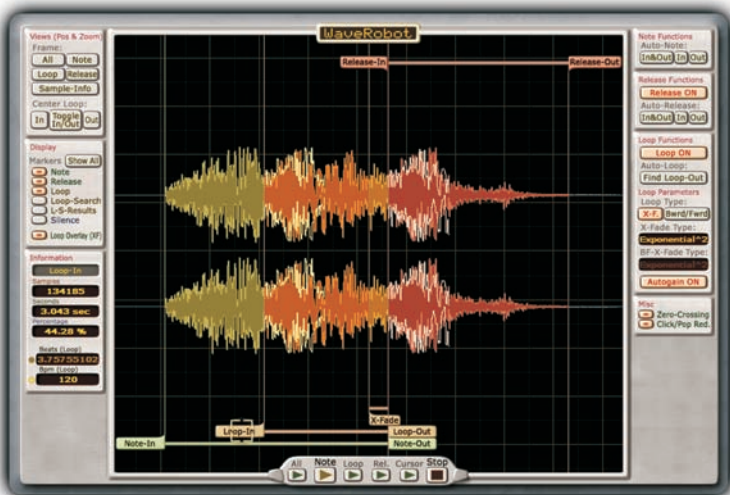 WaveRobot
Views (Pos & Zoom)
Frame:
All Note
Loop Release
Sample-Info
Center Loop:
In Toggle In/Out Out
Display
Markers Show All
Note
Release
Loop
Loop-Search
L-S-Results
Silence
Loop Overlay (XF)
Information
Loop-In
Samples
134185
Seconds
3.043 sec
Percentage
44.28 %
Beats (Loop)
3.75755102
Bpm (Loop)
120
Release-In
Release-Out
X-Fade
Loop-In
Loop-Out
Note-In
Note-Out
All Note Loop Rel. Cursor Stop
Note Functions
Auto-Note:
In&Out In Out
Release Functions
Release ON
Auto-Release:
In&Out In Out
Loop Functions
Loop ON
Auto-Loop:
Find Loop-Out
Loop Parameters
Loop Type:
X-F. Bwrd/Fwrd
X-Fade Type:
Exponential^2
BF-X-Fade Type:
Exponential^2
Autogain ON
Misc
Zero-Crossing
Click/Pop Red.